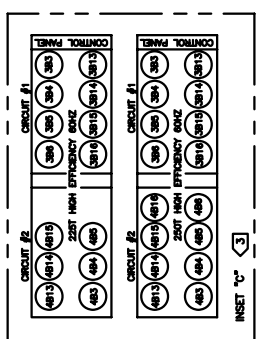 CIRCUIT #2 CIRCUIT #1
4B13 4B14 4B15 3B6 3B5 3B4 3B3
225T HIGH EFFICIENCY 60HZ
4B3 4B4 4B5 3B16 3B15 3B14 3B13
CONTROL PANEL
CIRCUIT #2 CIRCUIT #1
4B13 4B14 4B15 4B16 3B6 3B5 3B4 3B3
250T HIGH EFFICIENCY 60HZ
4B3 4B4 4B5 4B6 3B16 3B15 3B14 3B13
CONTROL PANEL
INSET "C" 3